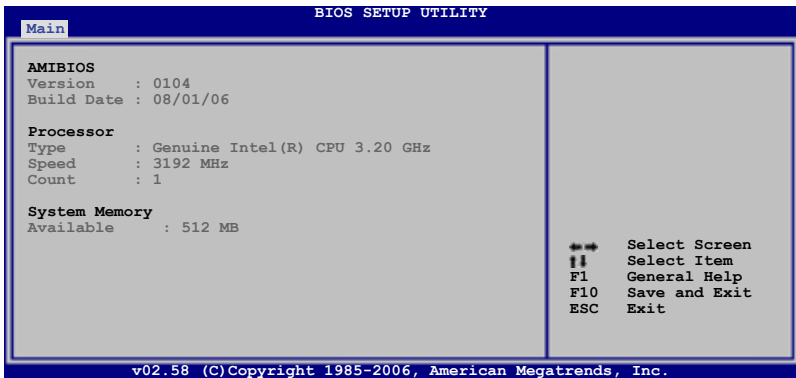 BIOS SETUP UTILITY
Main
AMIBIOS
Version : 0104
Build Date : 08/01/06
Processor
Type : Genuine Intel(R) CPU 3.20 GHz
Speed : 3192 MHz
Count : 1
System Memory
Available : 512 MB
←→ Select Screen
↑↓ Select Item
F1 General Help
F10 Save and Exit
ESC Exit
v02.58 (C)Copyright 1985-2006, American Megatrends, Inc.